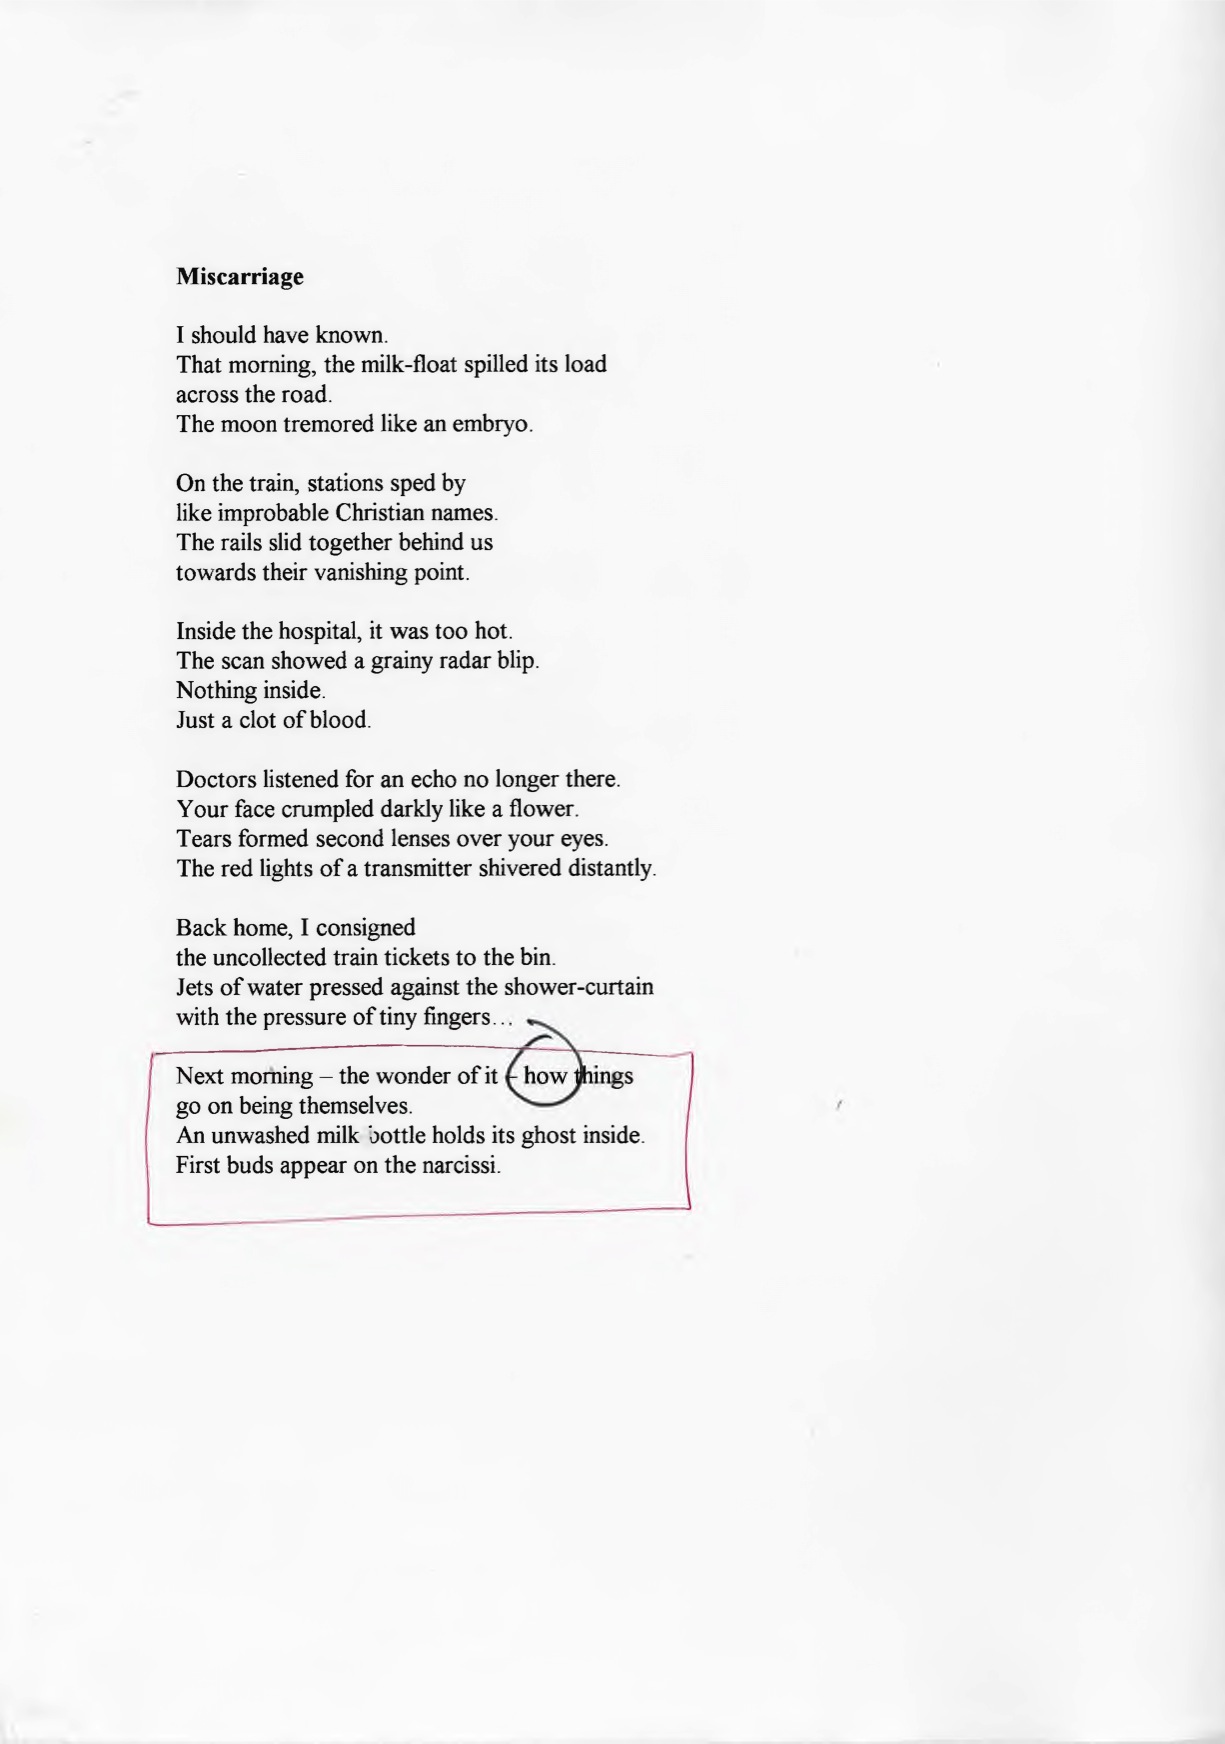 Miscarriage
I should have known.
That morning, the milk-float spilled its load
across the road.
The moon tremored like an embryo.
On the train, stations sped by
like improbable Christian names.
The rails slid together behind us
towards their vanishing point.
Inside the hospital, it was too hot.
The scan showed a grainy radar blip.
Nothing inside.
Just a clot of blood.
Doctors listened for an echo no longer there.
Your face crumpled darkly like a flower.
Tears formed second lenses over your eyes.
The red lights of a transmitter shivered distantly.
Back home, I consigned
the uncollected train tickets to the bin.
Jets of water pressed against the shower-curtain
with the pressure of tiny fingers…
Next morning – the wonder of it – how things
go on being themselves.
An unwashed milk bottle holds its ghost inside.
First buds appear on the narcissi.